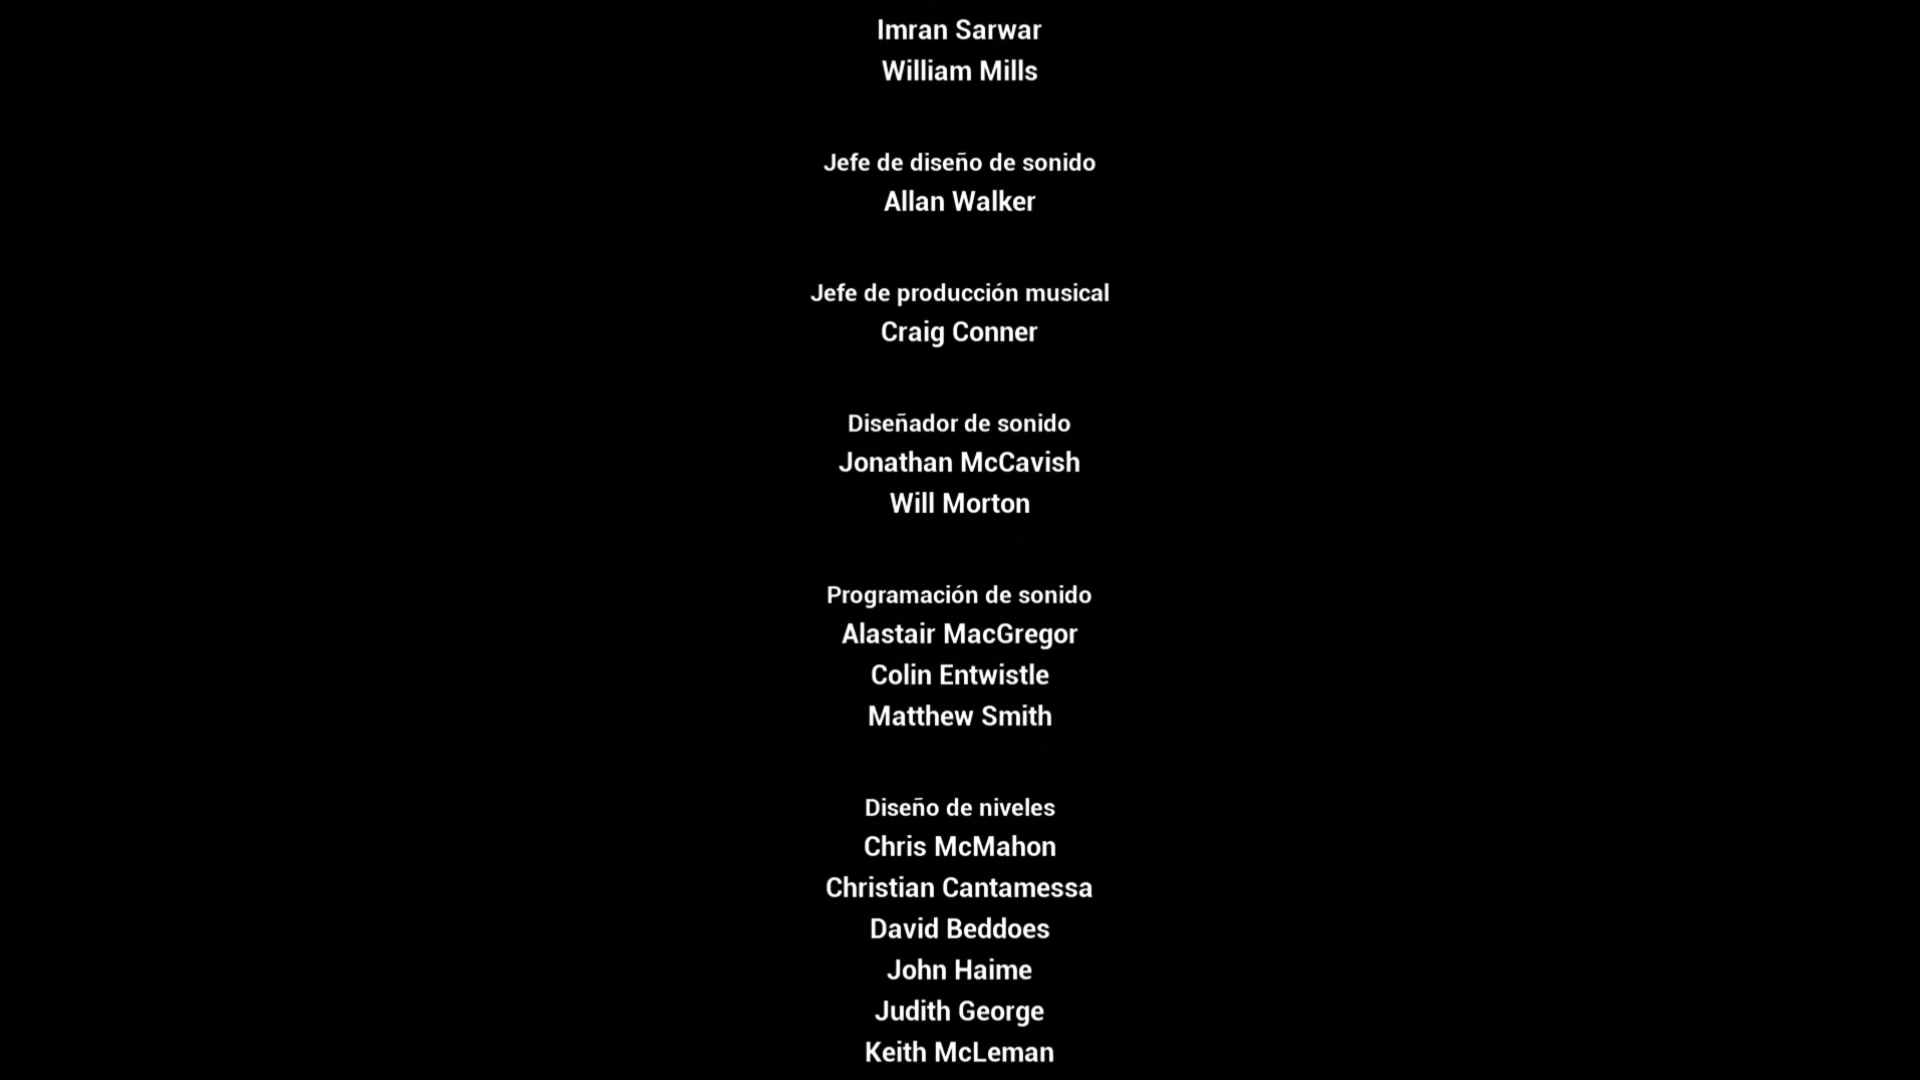 Imran Sarwar
William Mills
Jefe de diseño de sonido
Allan Walker
Jefe de producción musical
Craig Conner
Diseñador de sonido
Jonathan McCavish
Will Morton
Programación de sonido
Alastair MacGregor
Colin Entwistle
Matthew Smith
Diseño de niveles
Chris McMahon
Christian Cantamessa
David Beddoes
John Haime
Judith George
Keith McLeman